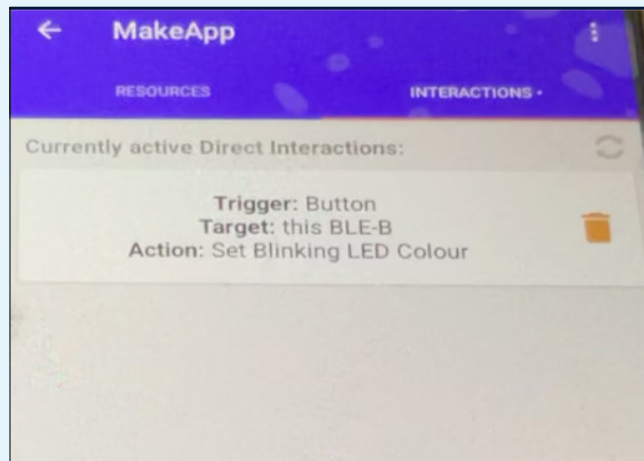 MakeApp
RESOURCES
INTERACTIONS •
Currently active Direct Interactions:
Trigger: Button
Target: this BLE-B
Action: Set Blinking LED Colour